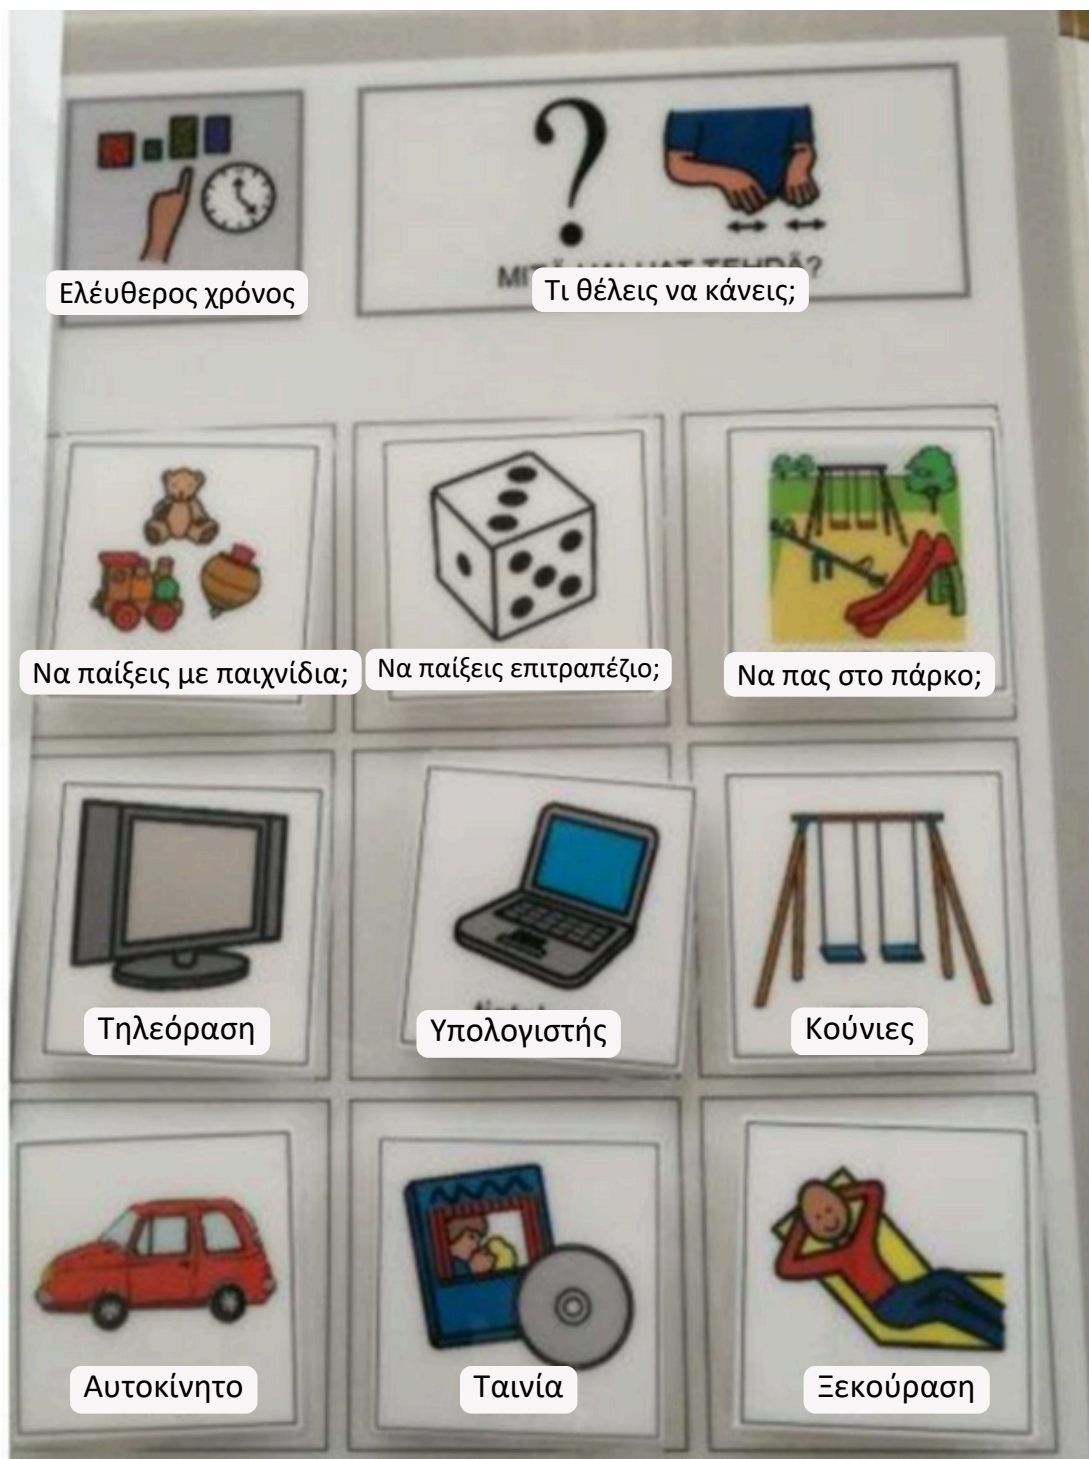 Ελέυθερος χρόνος
Τι θέλεις να κάνεις;
Να παίξεις με παιχνίδια;
Να παίξεις επιτραπέζιο;
Να πας στο πάρκο;
Τηλεόραση
Υπολογιστής
Κούνιες
Αυτοκίνητο
Ταινία
Ξεκούραση